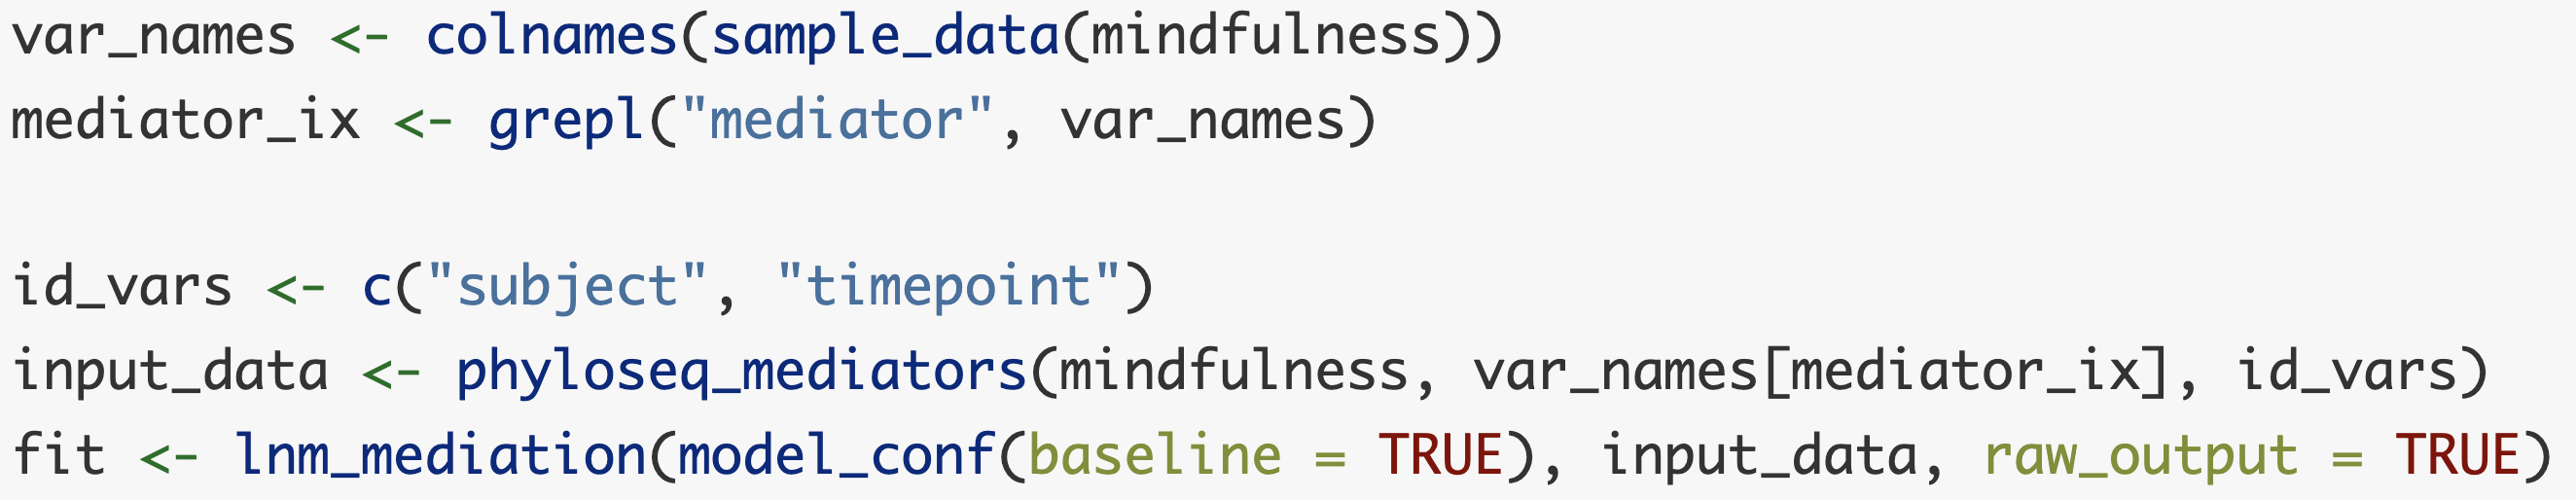 var_names <- colnames(sample_data(mindfulness))
mediator_ix <- grepl("mediator", var_names)
id_vars <- c("subject", "timepoint")
input_data <- phyloseq_mediators(mindfulness, var_names[mediator_ix], id_vars)
fit <- lnm_mediation(model_conf(baseline = TRUE), input_data, raw_output = TRUE)